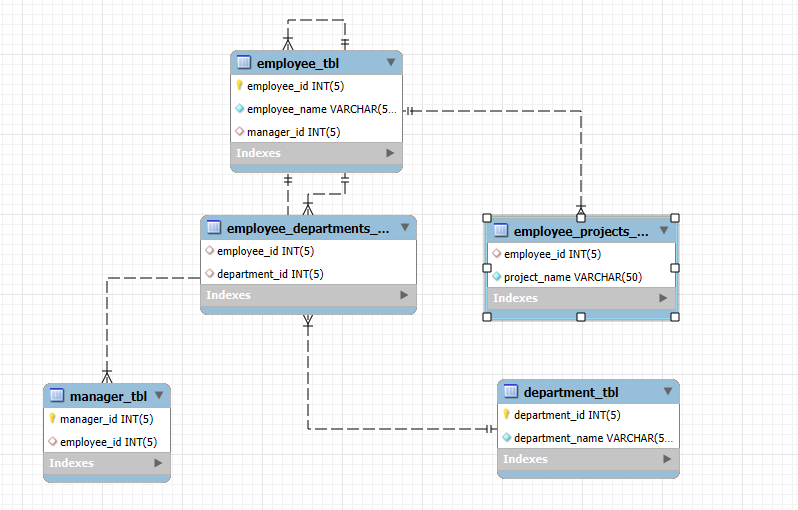 employee_tbl
employee_id INT(5)
employee_name VARCHAR(5...
manager_id INT(5)
Indexes
employee_departments_...
employee_id INT(5)
department_id INT(5)
Indexes
employee_projects_...
employee_id INT(5)
project_name VARCHAR(50)
Indexes
manager_tbl
manager_id INT(5)
employee_id INT(5)
Indexes
department_tbl
department_id INT(5)
department_name VARCHAR(5...
Indexes